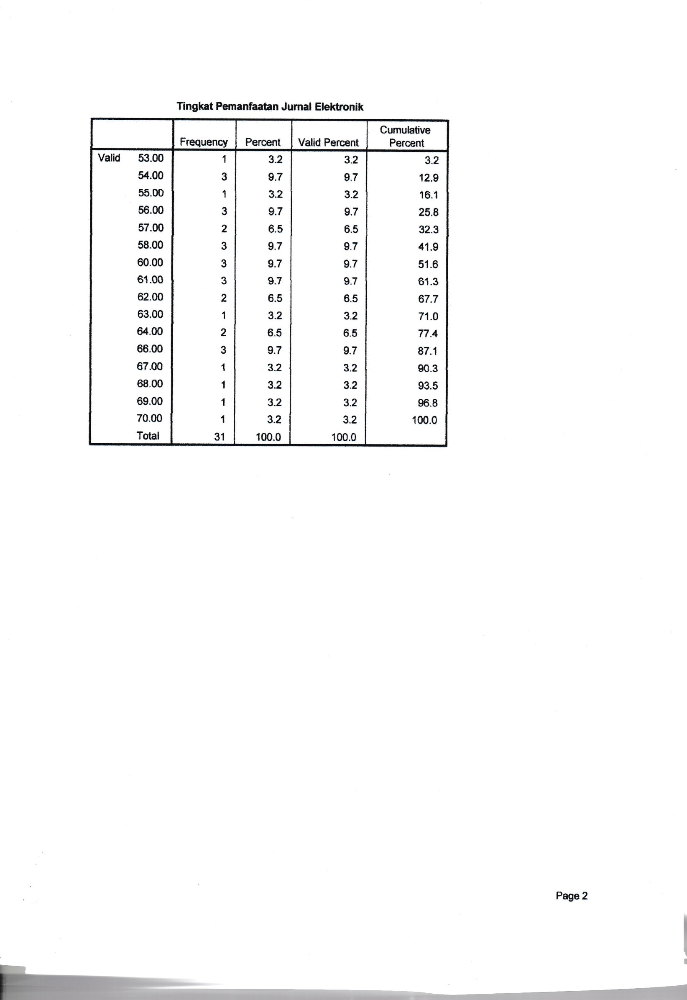 Tingkat Pemanfaatan Jurnal Elektronik
Frequency Percent Valid Percent Cumulative Percent
Valid 53.00 1 3.2 3.2 3.2
54.00 3 9.7 9.7 12.9
55.00 1 3.2 3.2 16.1
56.00 3 9.7 9.7 25.8
57.00 2 6.5 6.5 32.3
58.00 3 9.7 9.7 41.9
60.00 3 9.7 9.7 51.6
61.00 3 9.7 9.7 61.3
62.00 2 6.5 6.5 67.7
63.00 1 3.2 3.2 71.0
64.00 2 6.5 6.5 77.4
66.00 3 9.7 9.7 87.1
67.00 1 3.2 3.2 90.3
68.00 1 3.2 3.2 93.5
69.00 1 3.2 3.2 96.8
70.00 1 3.2 3.2 100.0
Total 31 100.0 100.0
Page 2